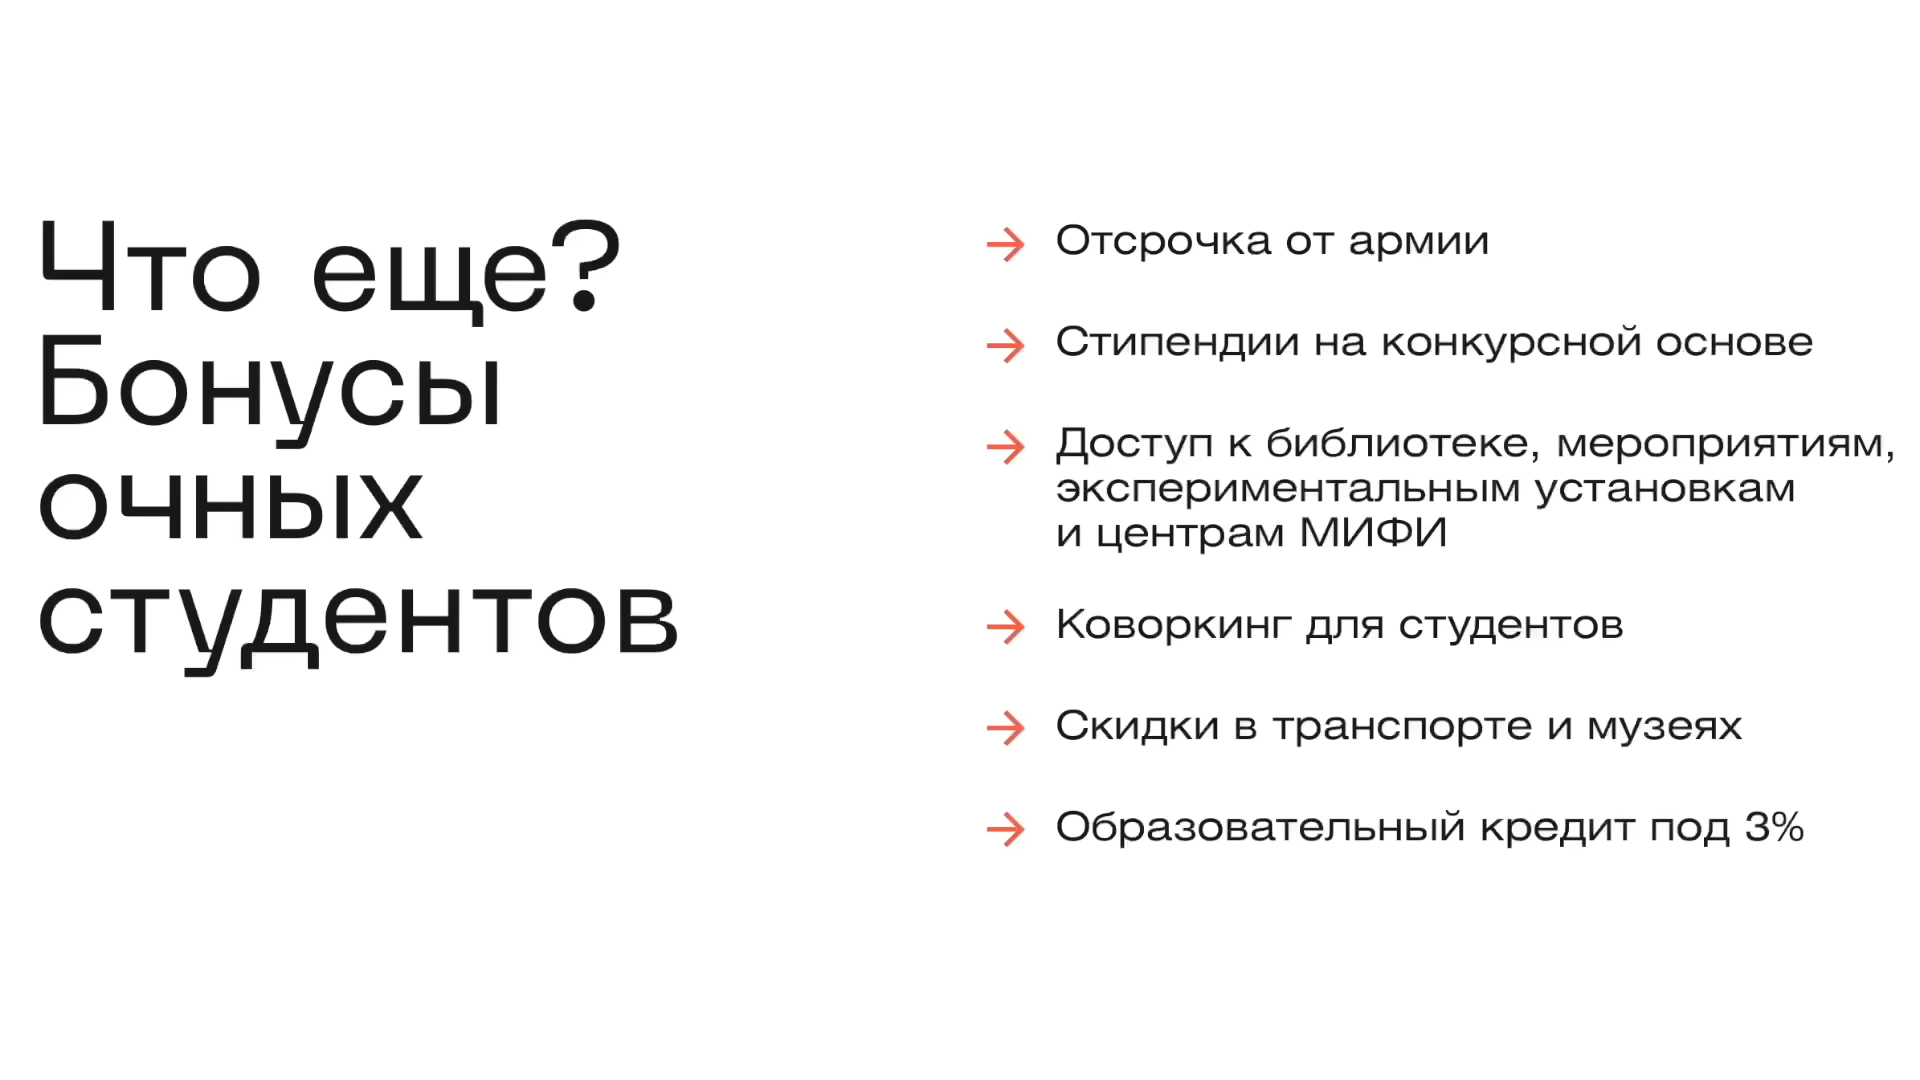 Что еще?
Бонусы
очных
студентов
→ Отсрочка от армии
→ Стипендии на конкурсной основе
→ Доступ к библиотеке, мероприятиям,
экспериментальным установкам
и центрам МИФИ
→ Коворкинг для студентов
→ Скидки в транспорте и музеях
→ Образовательный кредит под 3%